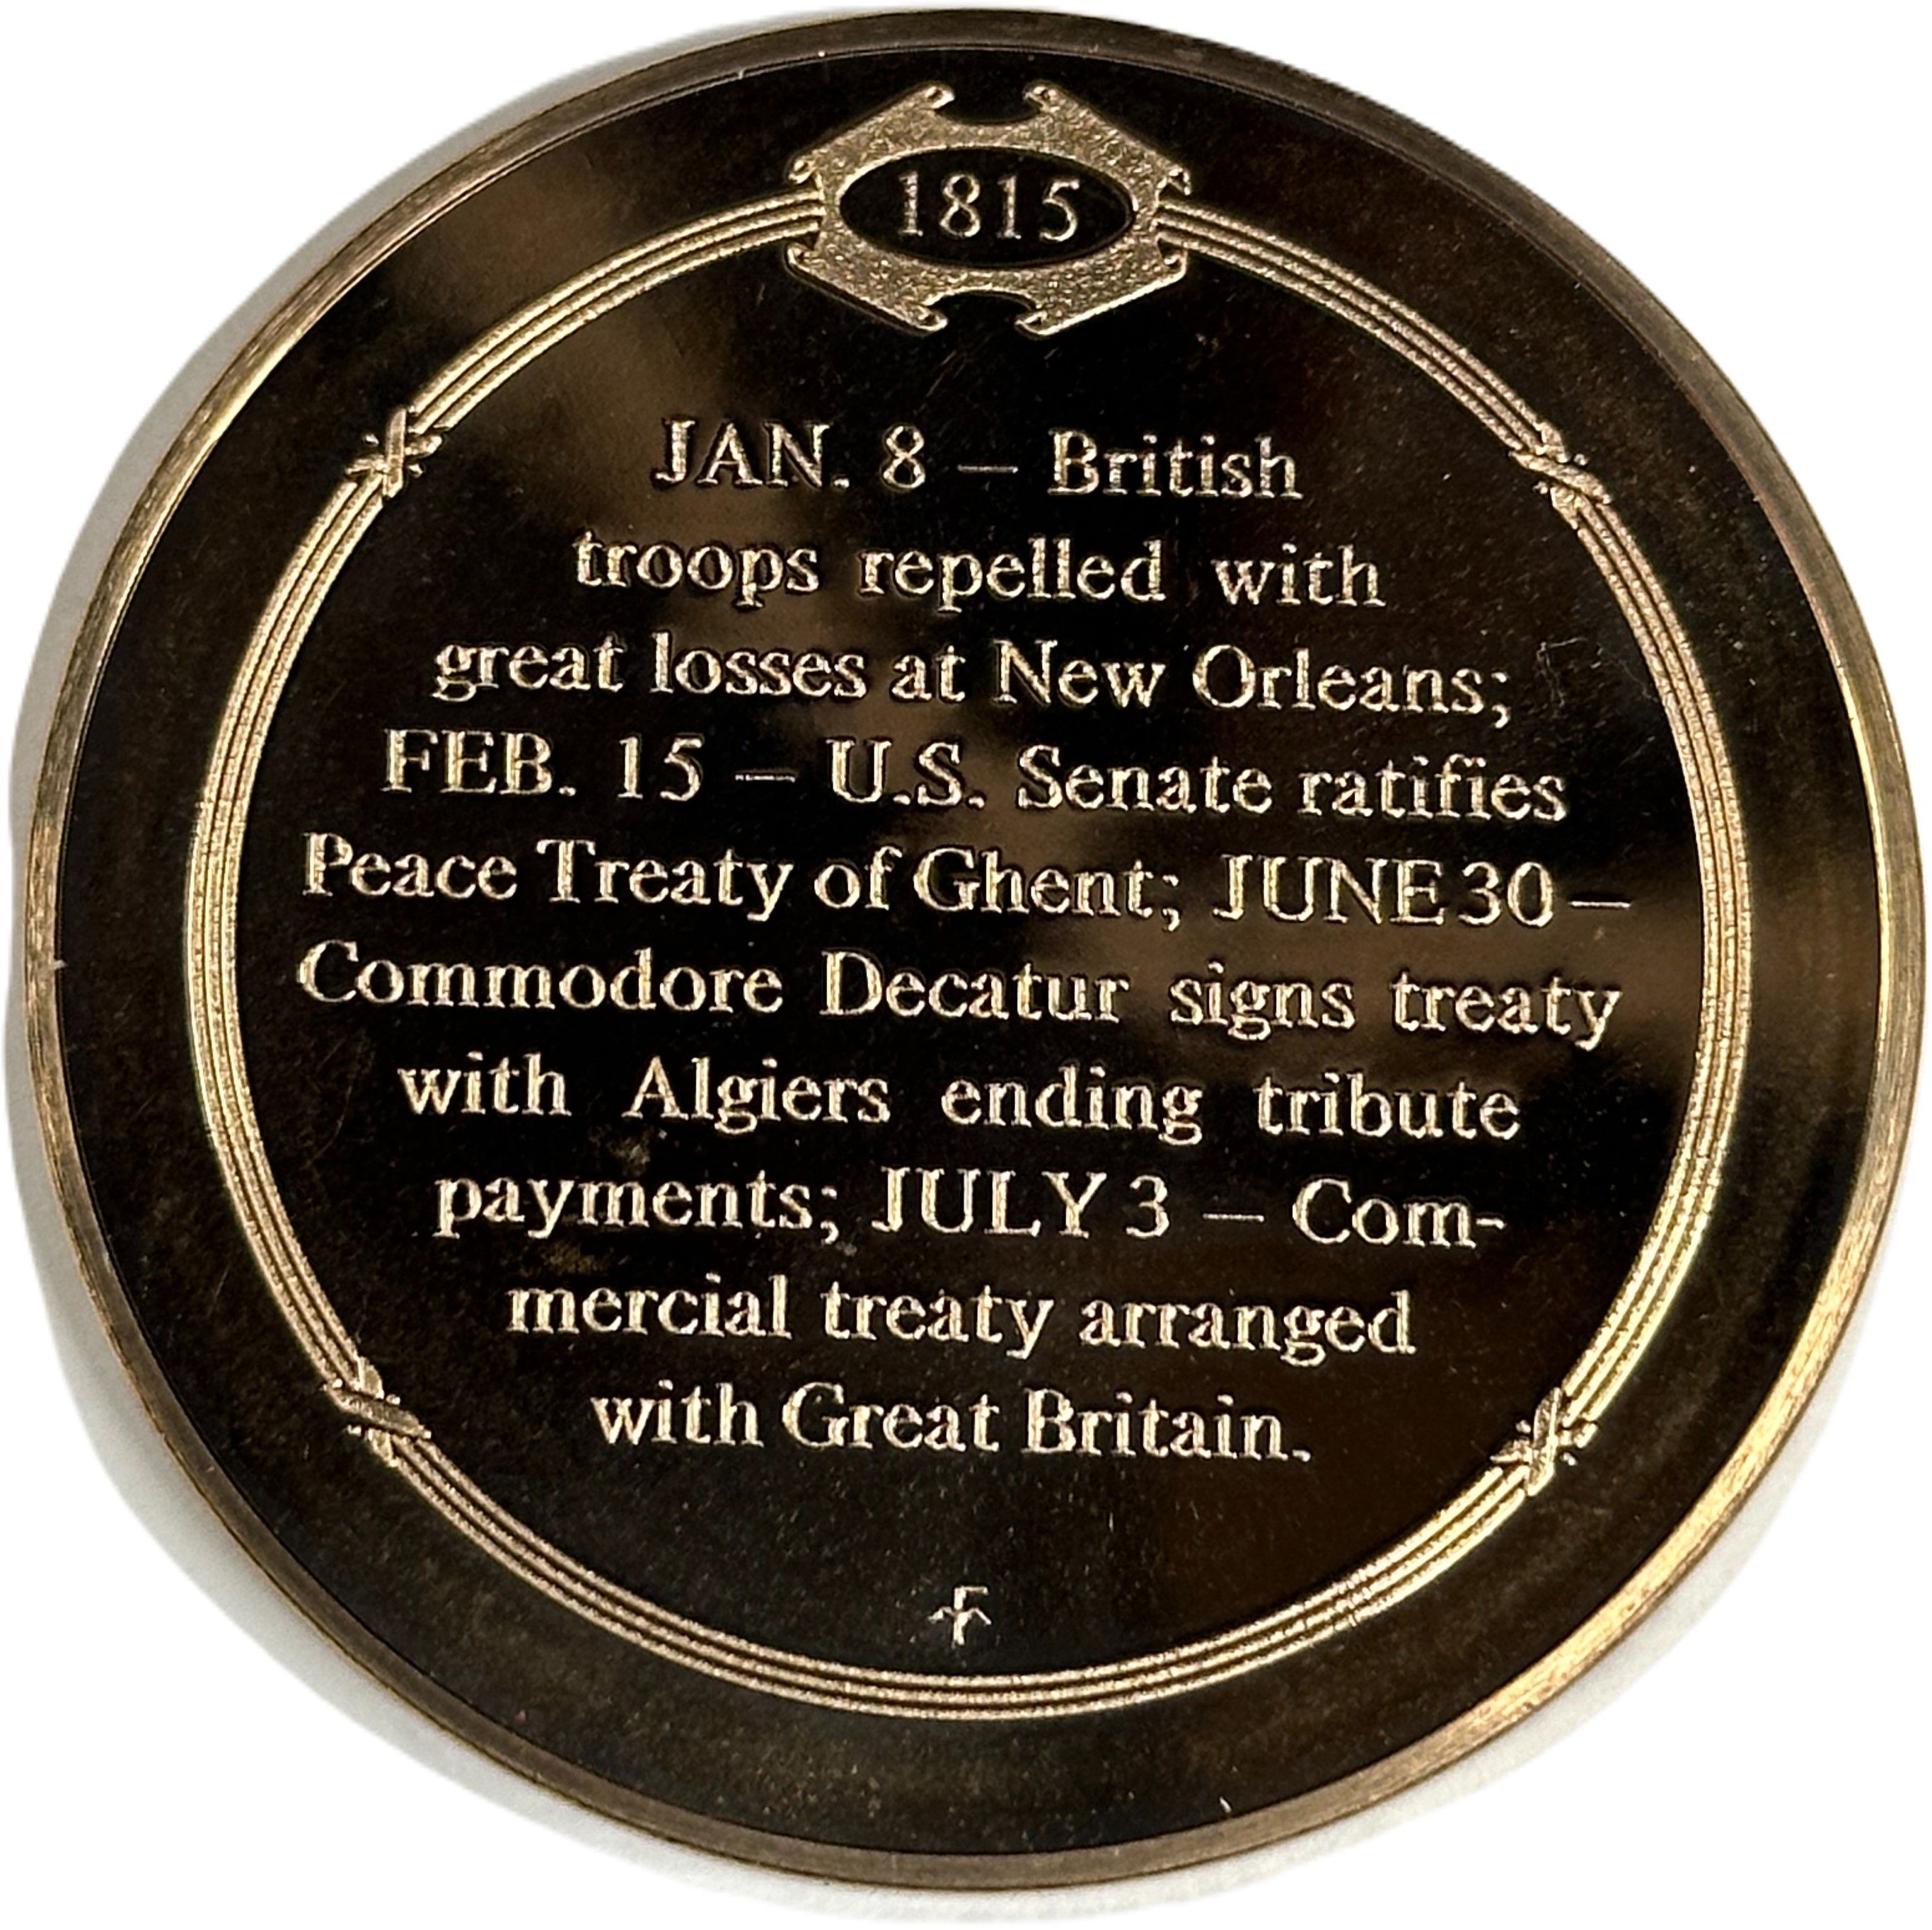 1815
JAN. 8 — British
troops repelled with
great losses at New Orleans;
FEB. 15 — U.S. Senate ratifies
Peace Treaty of Ghent; JUNE 30 —
Commodore Decatur signs treaty
with Algiers ending tribute
payments; JULY 3 — Com-
mercial treaty arranged
with Great Britain.